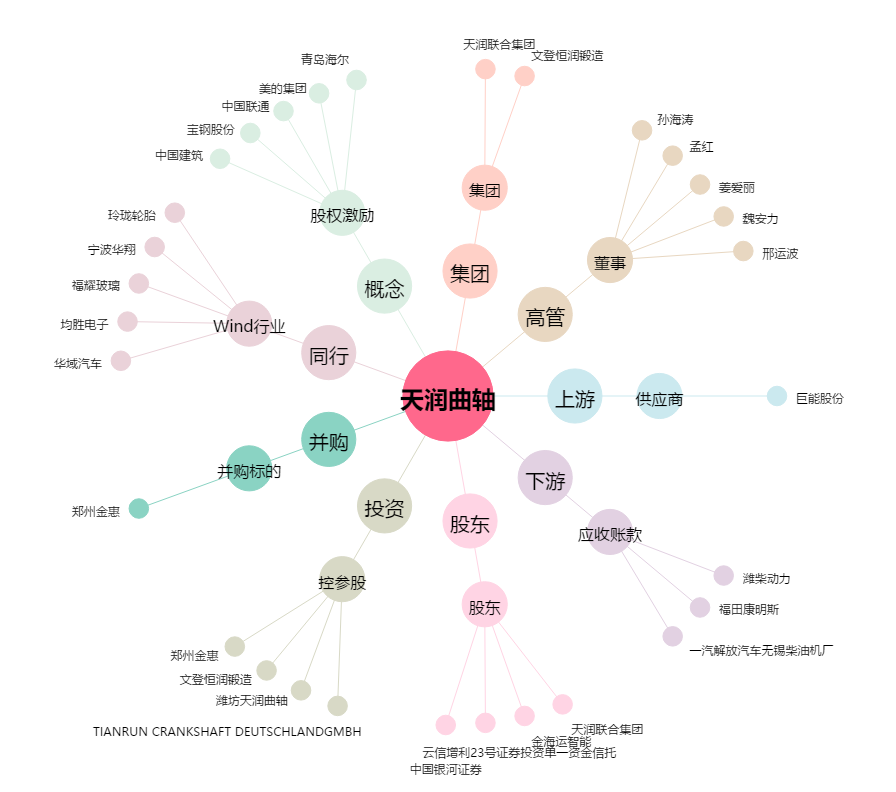 天润联合集团
文登恒润锻造
青岛海尔
美的集团
中国联通
宝钢股份
中国建筑
孙海涛
孟红
姜爱丽
魏安力
邢运波
集团
股权激励
玲珑轮胎
宁波华翔
福耀玻璃
均胜电子
华域汽车
董事
集团
概念
高管
Wind行业
同行
天润曲轴
上游
供应商
巨能股份
并购
并购标的
郑州金惠
下游
投资
股东
应收账款
潍柴动力
福田康明斯
一汽解放汽车无锡柴油机厂
控参股
股东
郑州金惠
文登恒润锻造
潍坊天润曲轴
TIANRUN CRANKSHAFT DEUTSCHLANDGMBH
天润联合集团
金海运智能
云信增利23号证券投资单一资金信托
中国银河证券